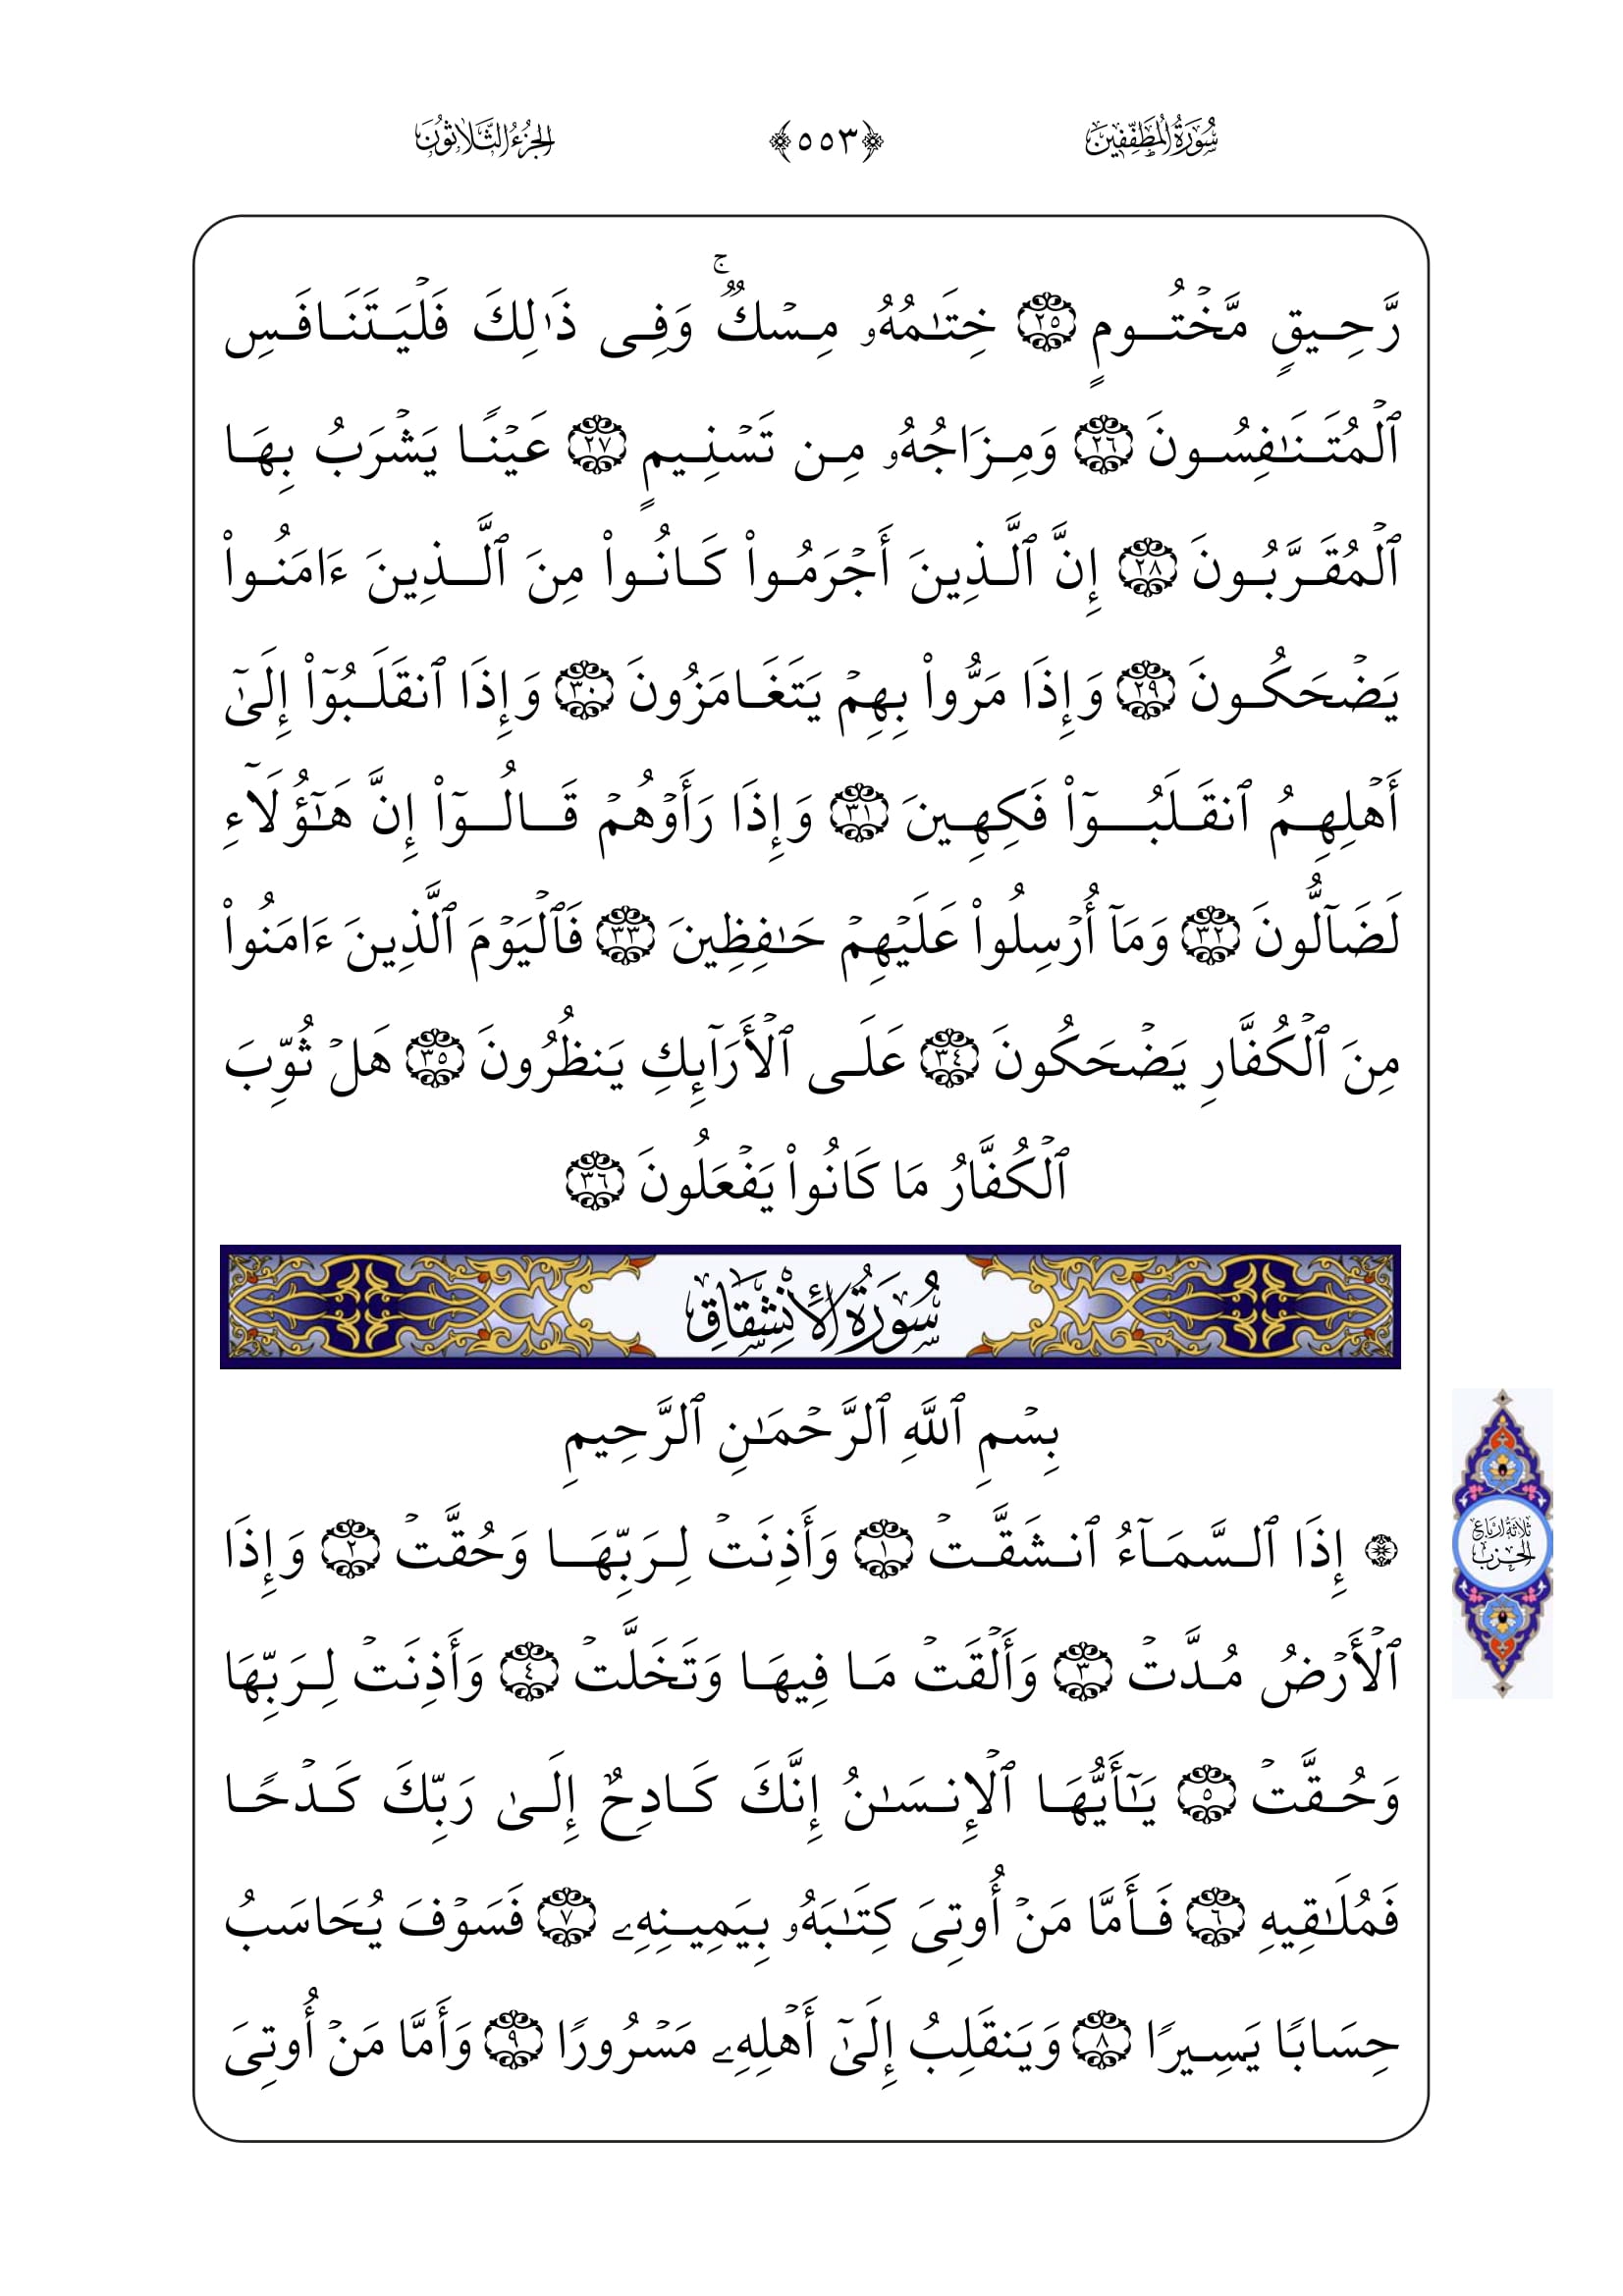 سُورَةُ المُطَفِّفِين ﴿٥٥٣﴾ الجُزءُ الثَّلَاثُونَ
رَّحِيقٍ مَّخۡتُومٍ ٢٥ خِتَٰمُهُۥ مِسۡكٞۚ وَفِى ذَٰلِكَ فَلۡيَتَنَافَسِ
ٱلۡمُتَنَٰفِسُونَ ٢٦ وَمِزَاجُهُۥ مِن تَسۡنِيمٍ ٢٧ عَيۡنًا يَشۡرَبُ بِهَا
ٱلۡمُقَرَّبُونَ ٢٨ إِنَّ ٱلَّذِينَ أَجۡرَمُوا۟ كَانُوا۟ مِنَ ٱلَّذِينَ ءَامَنُوا۟
يَضۡحَكُونَ ٢٩ وَإِذَا مَرُّوا۟ بِهِمۡ يَتَغَامَزُونَ ٣٠ وَإِذَا ٱنقَلَبُوٓا۟ إِلَىٰٓ
أَهۡلِهِمُ ٱنقَلَبُوٓا۟ فَكِهِينَ ٣١ وَإِذَا رَأَوۡهُمۡ قَالُوٓا۟ إِنَّ هَٰٓؤُلَآءِ
لَضَآلُّونَ ٣٢ وَمَآ أُرۡسِلُوا۟ عَلَيۡهِمۡ حَٰفِظِينَ ٣٣ فَٱلۡيَوۡمَ ٱلَّذِينَ ءَامَنُوا۟
مِنَ ٱلۡكُفَّارِ يَضۡحَكُونَ ٣٤ عَلَى ٱلۡأَرَآئِكِ يَنظُرُونَ ٣٥ هَلۡ ثُوِّبَ
ٱلۡكُفَّارُ مَا كَانُوا۟ يَفۡعَلُونَ ٣٦
سُورَةُ الِانْشِقَاقِ
بِسۡمِ ٱللَّهِ ٱلرَّحۡمَٰنِ ٱلرَّحِيمِ
۞ إِذَا ٱلسَّمَآءُ ٱنشَقَّتۡ ١ وَأَذِنَتۡ لِرَبِّهَا وَحُقَّتۡ ٢ وَإِذَا
ثلاثة أرباع الحزب
ٱلۡأَرۡضُ مُدَّتۡ ٣ وَأَلۡقَتۡ مَا فِيهَا وَتَخَلَّتۡ ٤ وَأَذِنَتۡ لِرَبِّهَا
وَحُقَّتۡ ٥ يَٰٓأَيُّهَا ٱلۡإِنسَٰنُ إِنَّكَ كَادِحٌ إِلَىٰ رَبِّكَ كَدۡحًا
فَمُلَٰقِيهِ ٦ فَأَمَّا مَنۡ أُوتِىَ كِتَٰبَهُۥ بِيَمِينِهِۦ ٧ فَسَوۡفَ يُحَاسَبُ
حِسَابًا يَسِيرًا ٨ وَيَنقَلِبُ إِلَىٰٓ أَهۡلِهِۦ مَسۡرُورًا ٩ وَأَمَّا مَنۡ أُوتِىَ